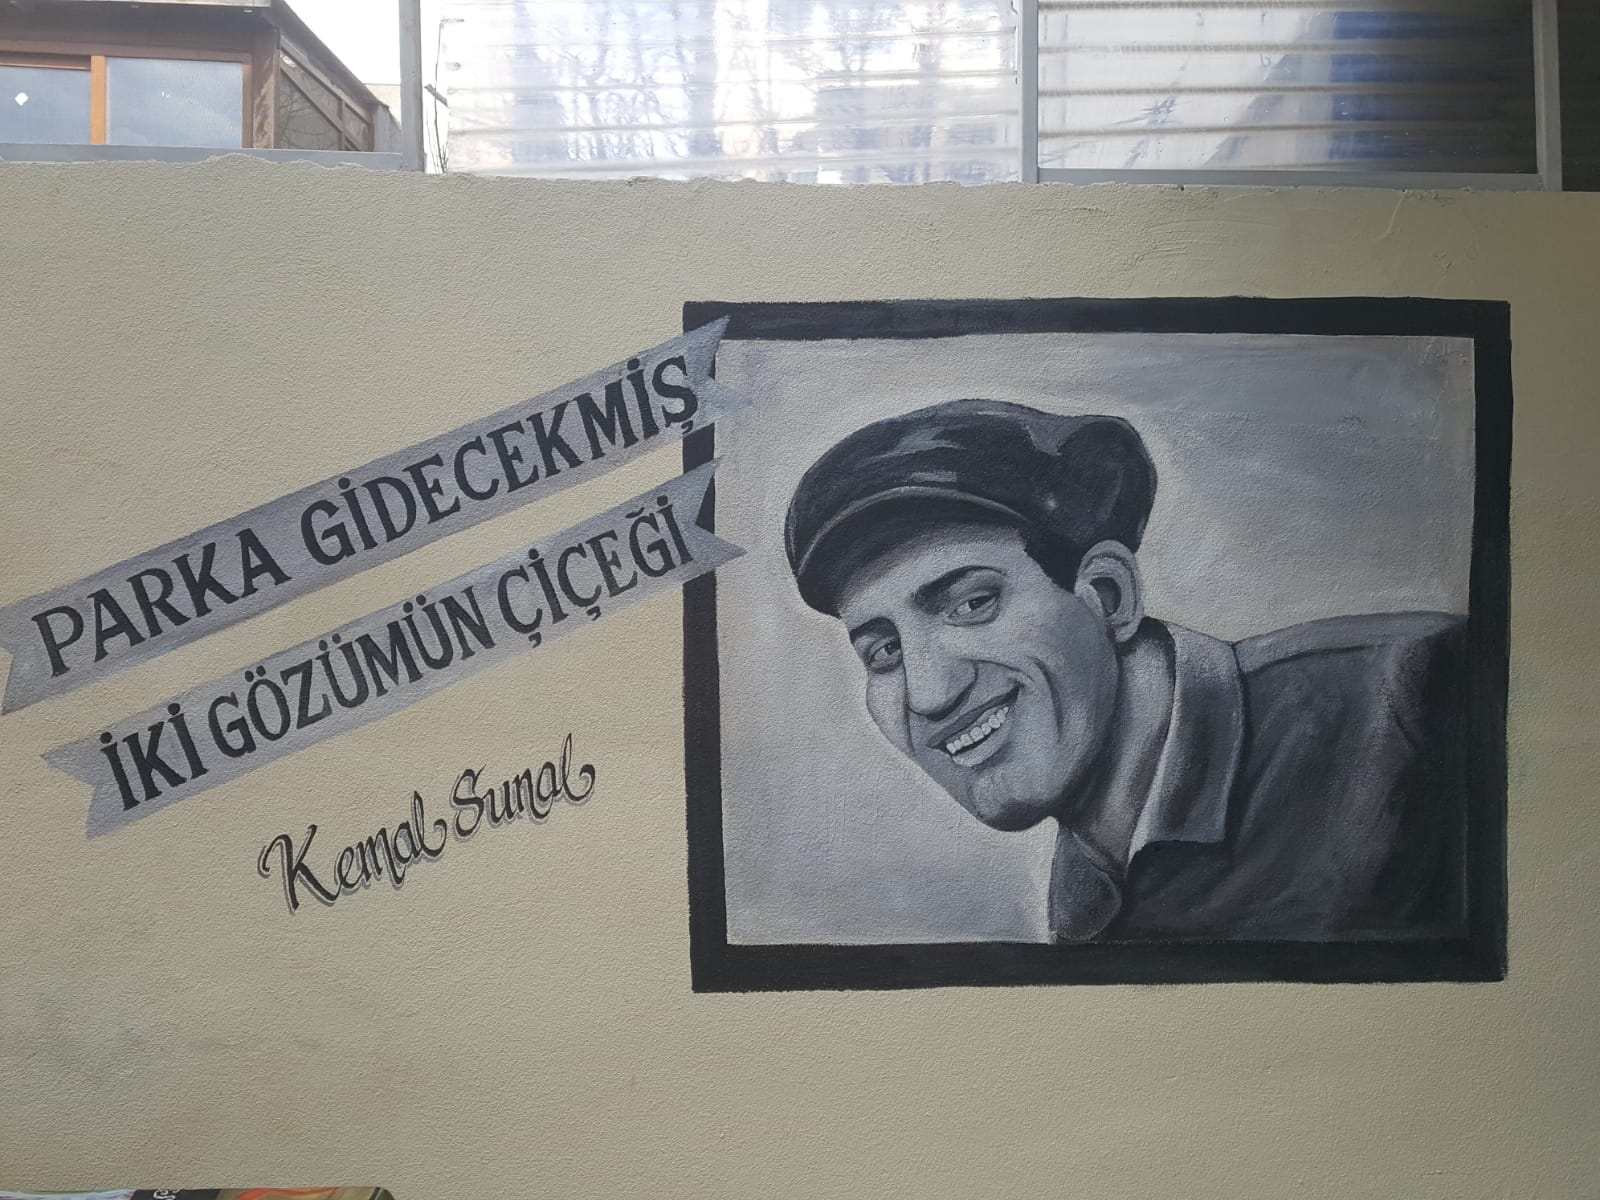 PARKA GİDECEKMİŞ
İKİ GÖZÜMÜN ÇİÇEĞİ
Kemal Sunal